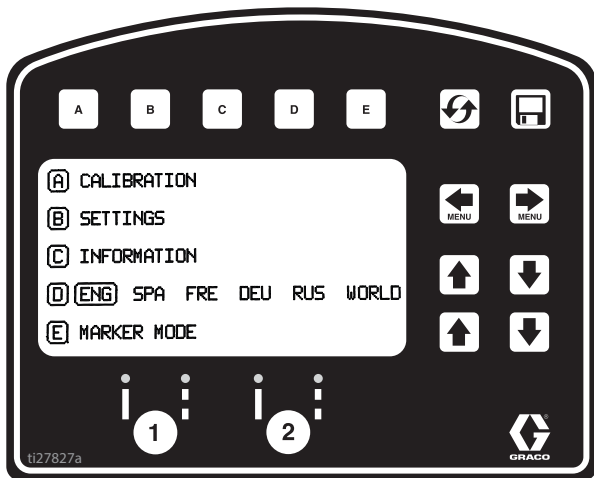 A B C D E
MENU MENU
A CALIBRATION
B SETTINGS
C INFORMATION
D ENG SPA FRE DEU RUS WORLD
E MARKER MODE
1 2
ti27827a
GRACO